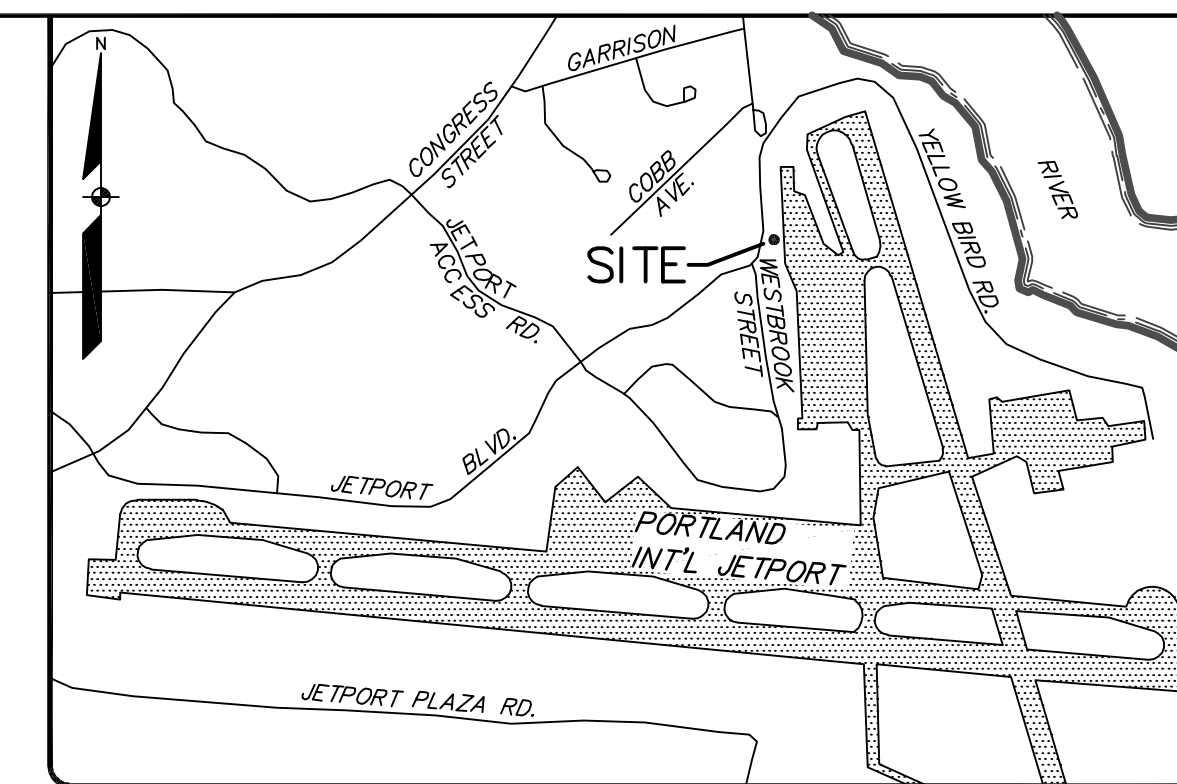 N
GARRISON
CONGRESS
STREET
COBB
AVE.
YELLOW BIRD RD.
RIVER
JETPORT
ACCESS RD.
SITE
WESTBROOK
STREET
JETPORT BLVD.
PORTLAND
INT'L JETPORT
JETPORT PLAZA RD.